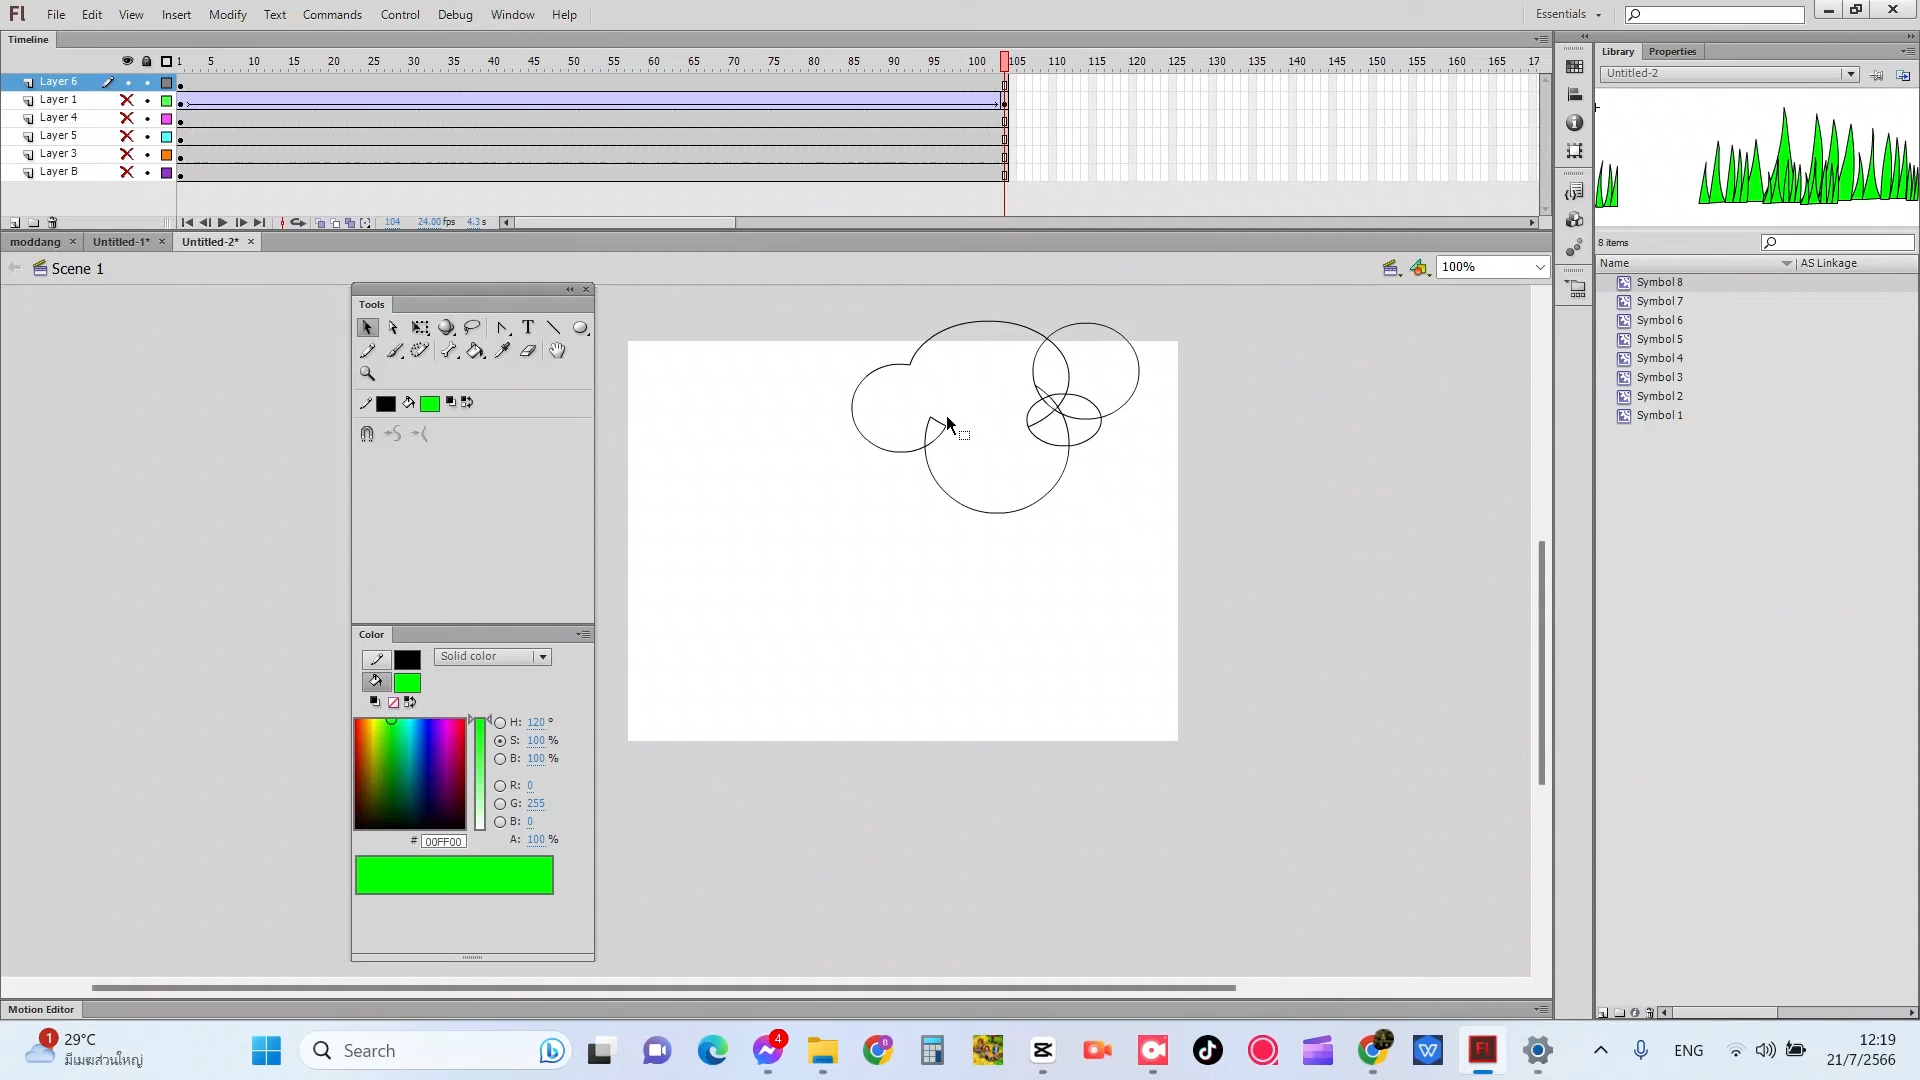 Fl File Edit View Insert Modify Text Commands Control Debug Window Help Essentials
Timeline
1 5 10 15 20 25 30 35 40 45 50 55 60 65 70 75 80 85 90 95 100 105 110 115 120 125 130 135 140 145 150 155 160 165 17
Layer 6
Layer 1
Layer 4
Layer 5
Layer 3
Layer B
104 24.00 fps 4.3 s
moddang Untitled-1* Untitled-2*
Scene 1
100%
Tools
T
Color
Solid color
H: 120 °
S: 100 %
B: 100 %
R: 0
G: 255
B: 0
# 00FF00 A: 100 %
Motion Editor
Library Properties
Untitled-2
8 items
Name AS Linkage
Symbol 8
Symbol 7
Symbol 6
Symbol 5
Symbol 4
Symbol 3
Symbol 2
Symbol 1
1 29°C
มีเมฆส่วนใหญ่
Search
4
B
W
Fl
ENG
12:19
21/7/2566